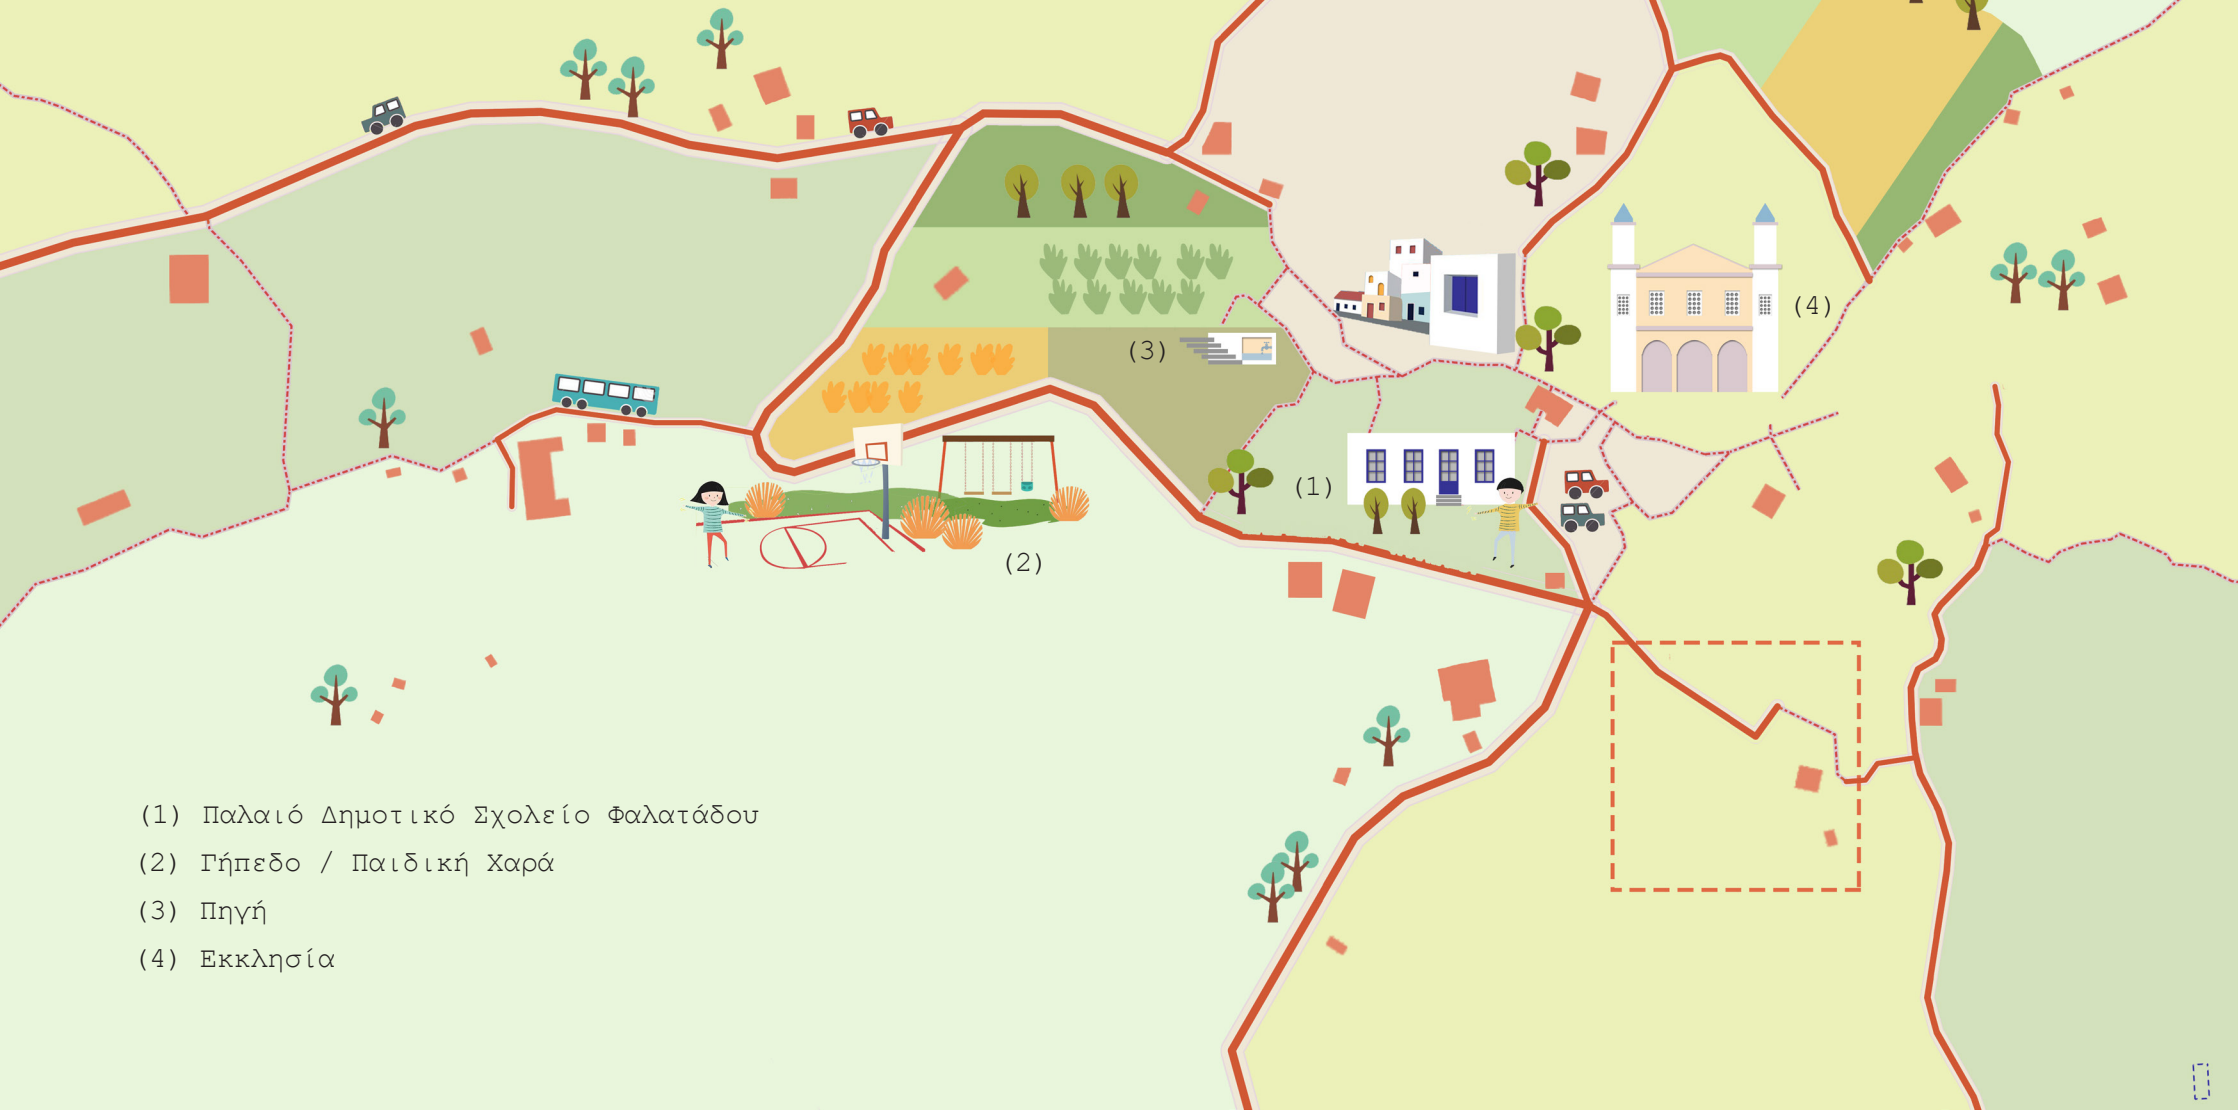 (4)
(3)
(1)
(2)
(1) Παλαιό Δημοτικό Σχολείο Φαλατάδου
(2) Γήπεδο / Παιδική Χαρά
(3) Πηγή
(4) Εκκλησία